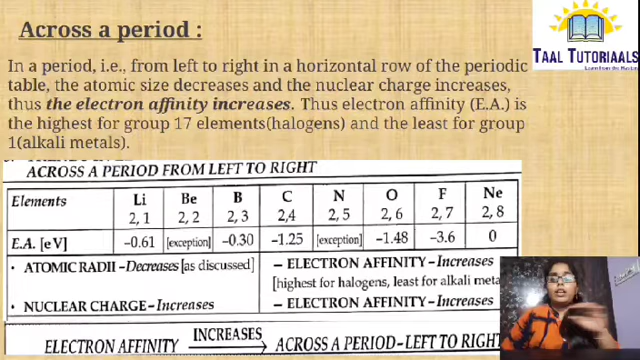 Across a period :
TAAL TUTORIAALS
Learn from the Master
In a period, i.e., from left to right in a horizontal row of the periodic
table, the atomic size decreases and the nuclear charge increases,
thus the electron affinity increases. Thus electron affinity (E.A.) is
the highest for group 17 elements(halogens) and the least for group
1(alkali metals).
ACROSS A PERIOD FROM LEFT TO RIGHT
Elements Li Be B C N O F Ne
2, 1 2, 2 2, 3 2,4 2, 5 2, 6 2, 7 2, 8
E.A. [eV] –0.61 [exception] –0.30 –1.25 [exception] –1.48 –3.6 0
• ATOMIC RADII – Decreases [as discussed] – ELECTRON AFFINITY – Increases
[highest for halogens, least for alkali meta
• NUCLEAR CHARGE – Increases – ELECTRON AFFINITY – Increases
ELECTRON AFFINITY INCREASES ACROSS A PERIOD – LEFT TO RIGHT